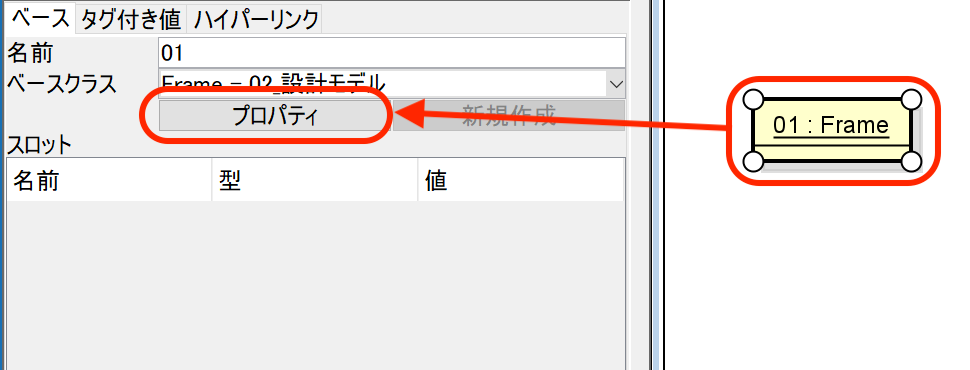 ベース タグ付き値 ハイパーリンク
名前 01
ベースクラス Frame - 02_設計モデル
プロパティ 新規作成
スロット
名前 型 値
01 : Frame